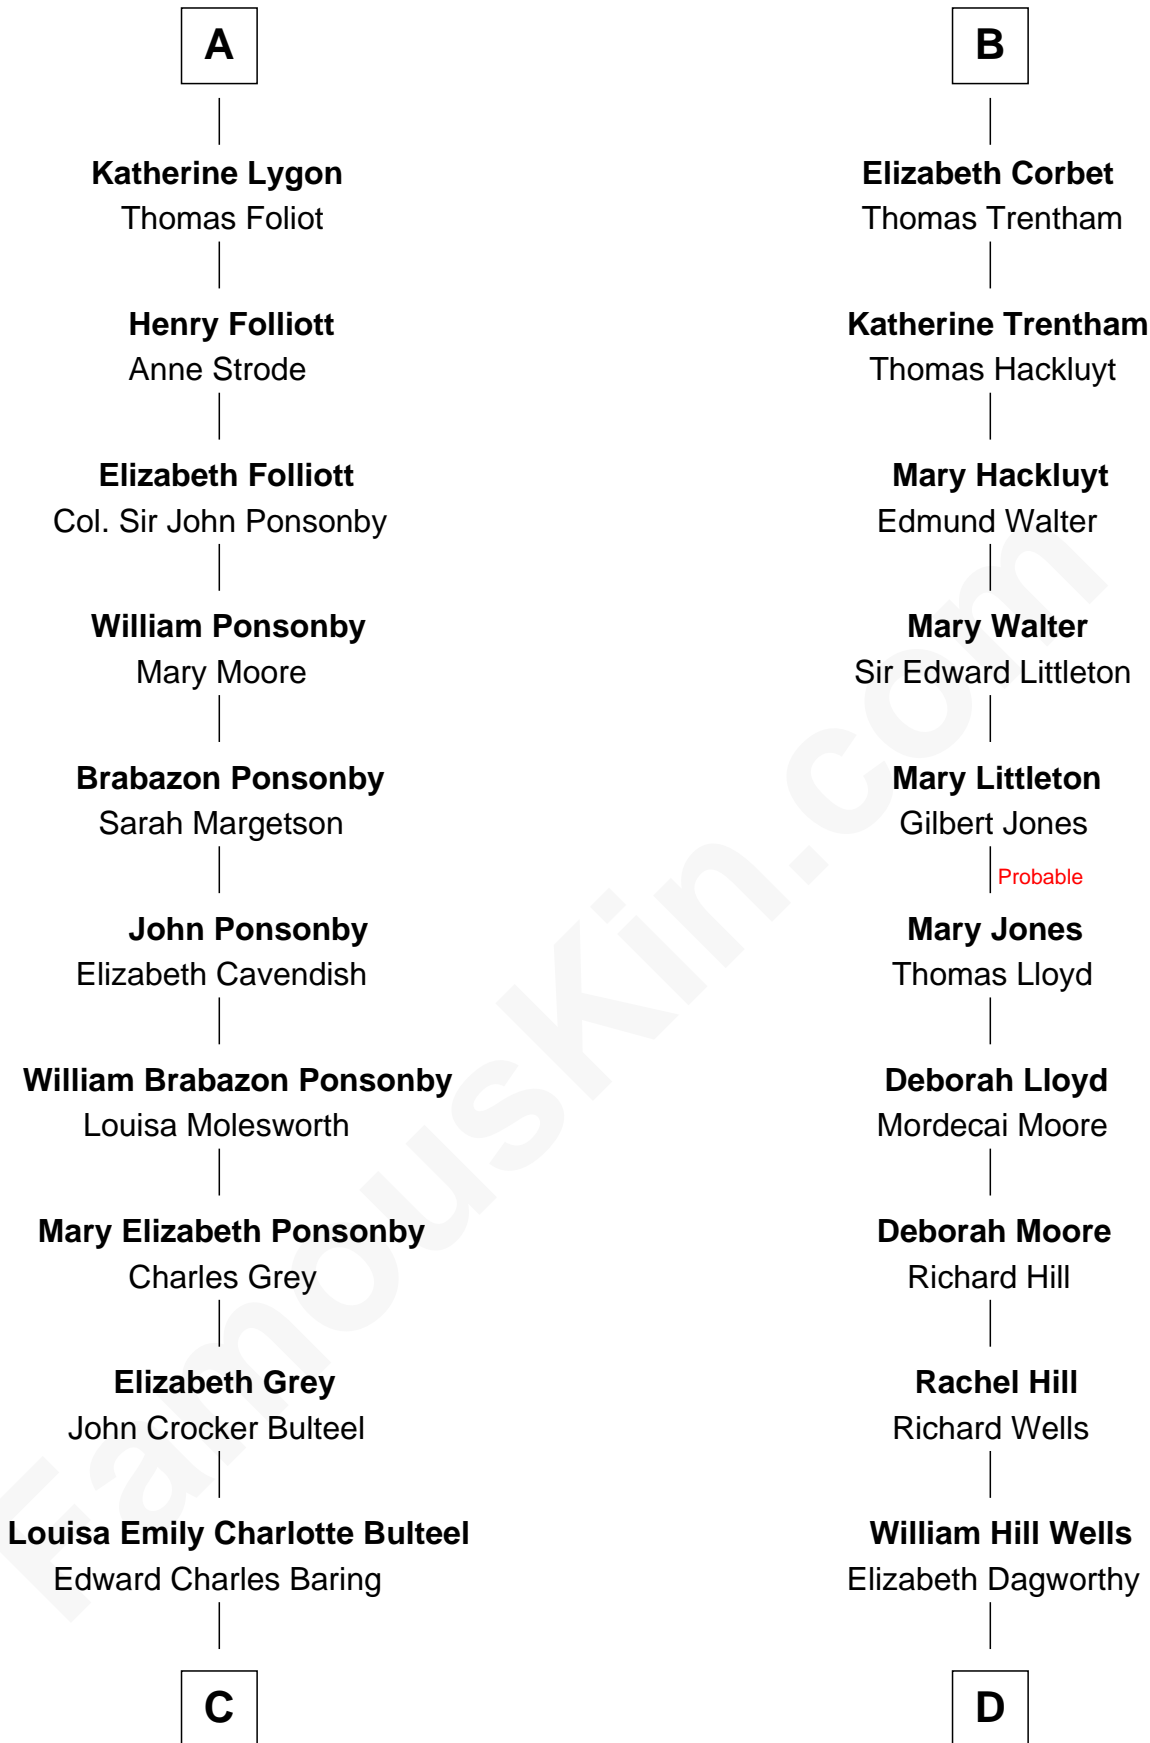 A
Katherine Lygon
Thomas Foliot
Henry Folliott
Anne Strode
Elizabeth Folliott
Col. Sir John Ponsonby
William Ponsonby
Mary Moore
Brabazon Ponsonby
Sarah Margetson
John Ponsonby
Elizabeth Cavendish
William Brabazon Ponsonby
Louisa Molesworth
Mary Elizabeth Ponsonby
Charles Grey
Elizabeth Grey
John Crocker Bulteel
Louisa Emily Charlotte Bulteel
Edward Charles Baring
C
B
Elizabeth Corbet
Thomas Trentham
Katherine Trentham
Thomas Hackluyt
Mary Hackluyt
Edmund Walter
Mary Walter
Sir Edward Littleton
Mary Littleton
Gilbert Jones
Probable
Mary Jones
Thomas Lloyd
Deborah Lloyd
Mordecai Moore
Deborah Moore
Richard Hill
Rachel Hill
Richard Wells
William Hill Wells
Elizabeth Dagworthy
D
FamousKin.com